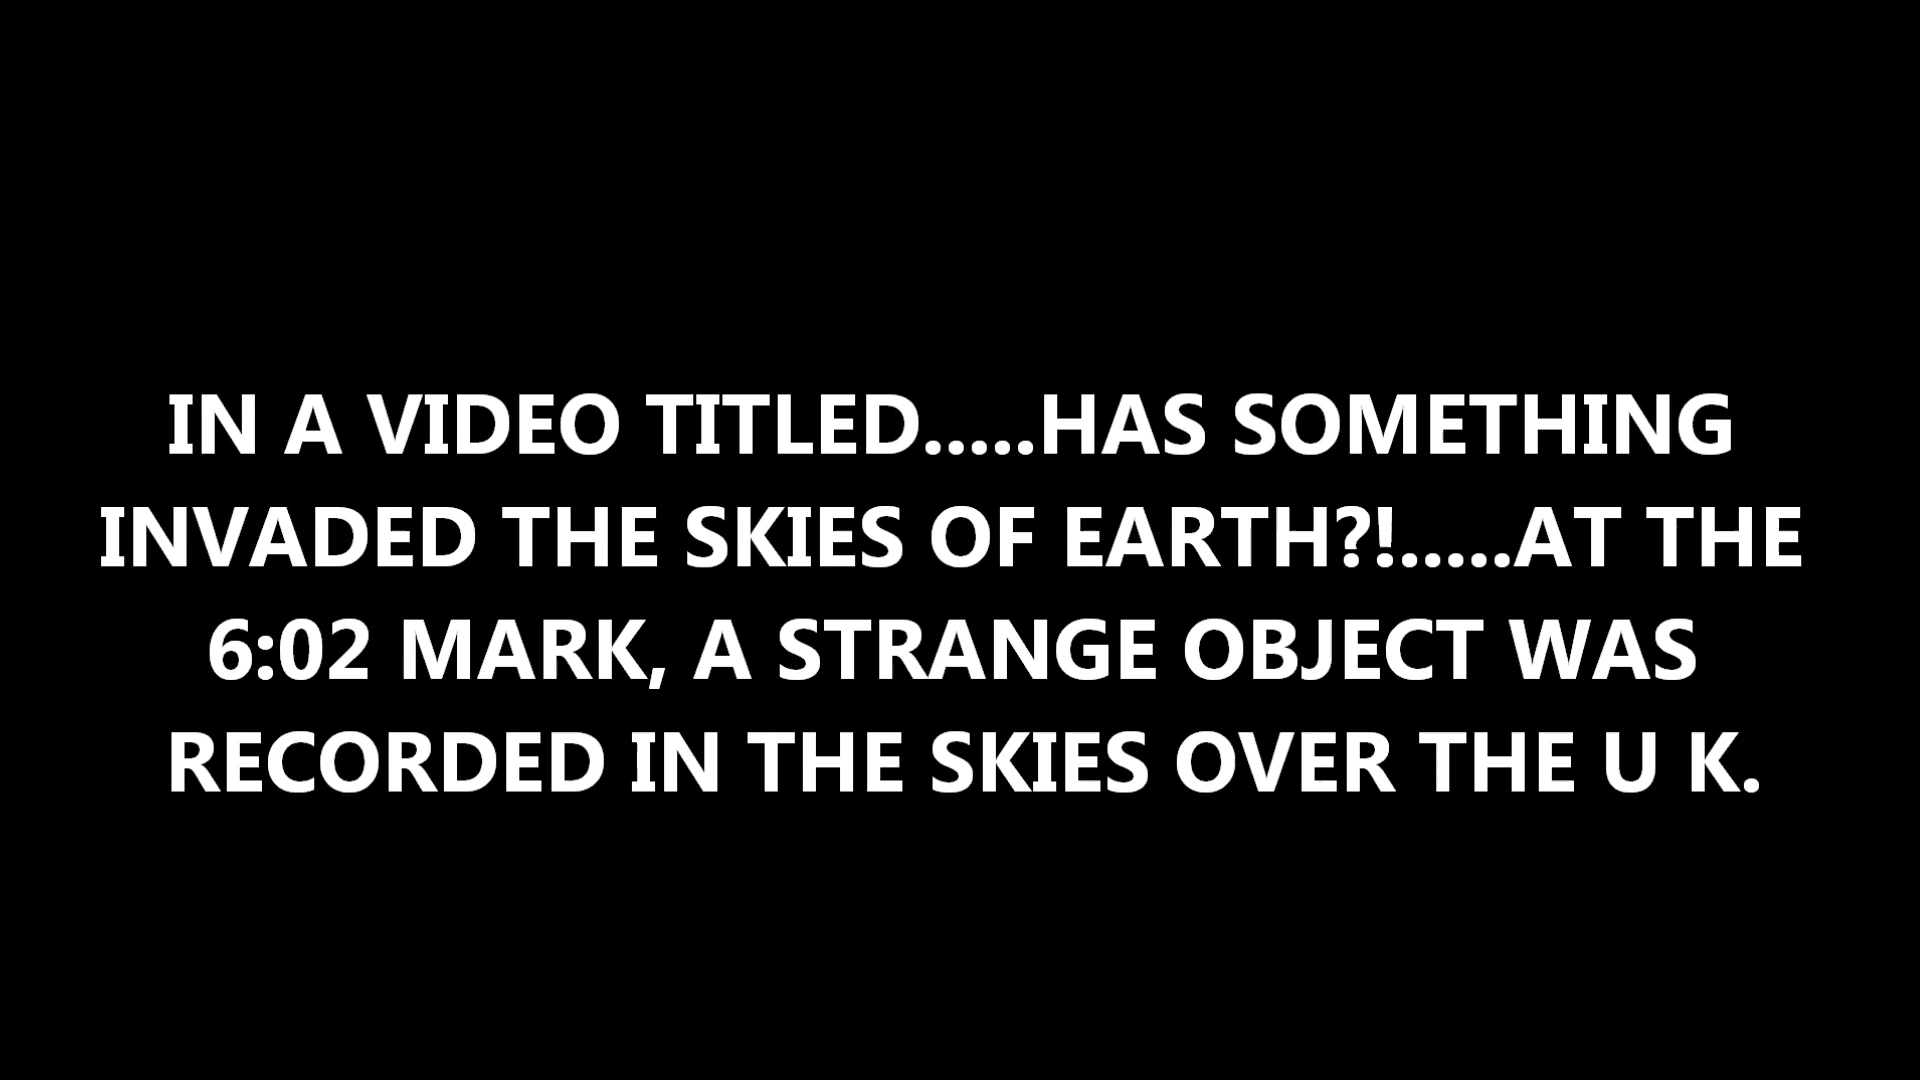 IN A VIDEO TITLED.....HAS SOMETHING
INVADED THE SKIES OF EARTH?!.....AT THE
6:02 MARK, A STRANGE OBJECT WAS
RECORDED IN THE SKIES OVER THE U K.